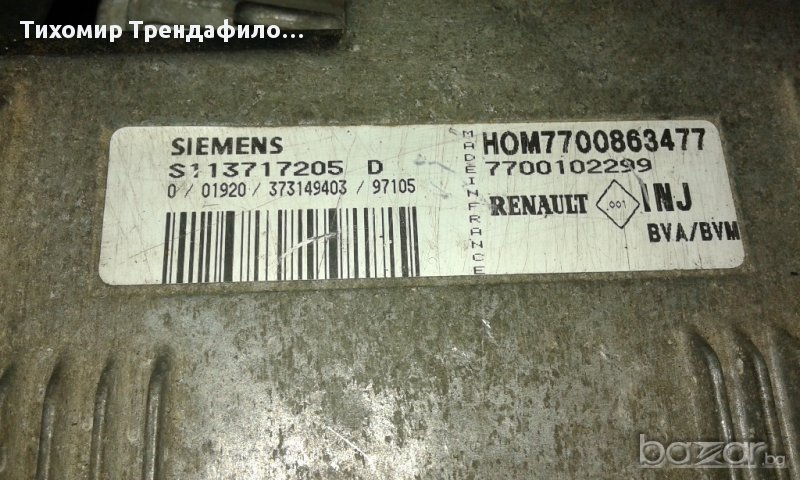 Тихомир Трендафило...
SIEMENS
S113717205 D
0 / 01920 / 373149403 / 97105
MADE IN FRANCE
HOM7700863477
7700102299
RENAULT .001 INJ
BVA/BVM
bazar.bg